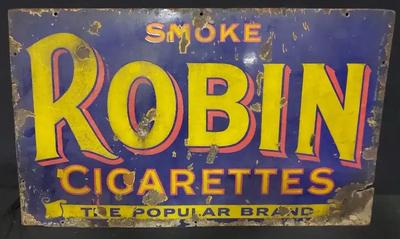 SMOKE
ROBIN
CIGARETTES
THE POPULAR BRAND